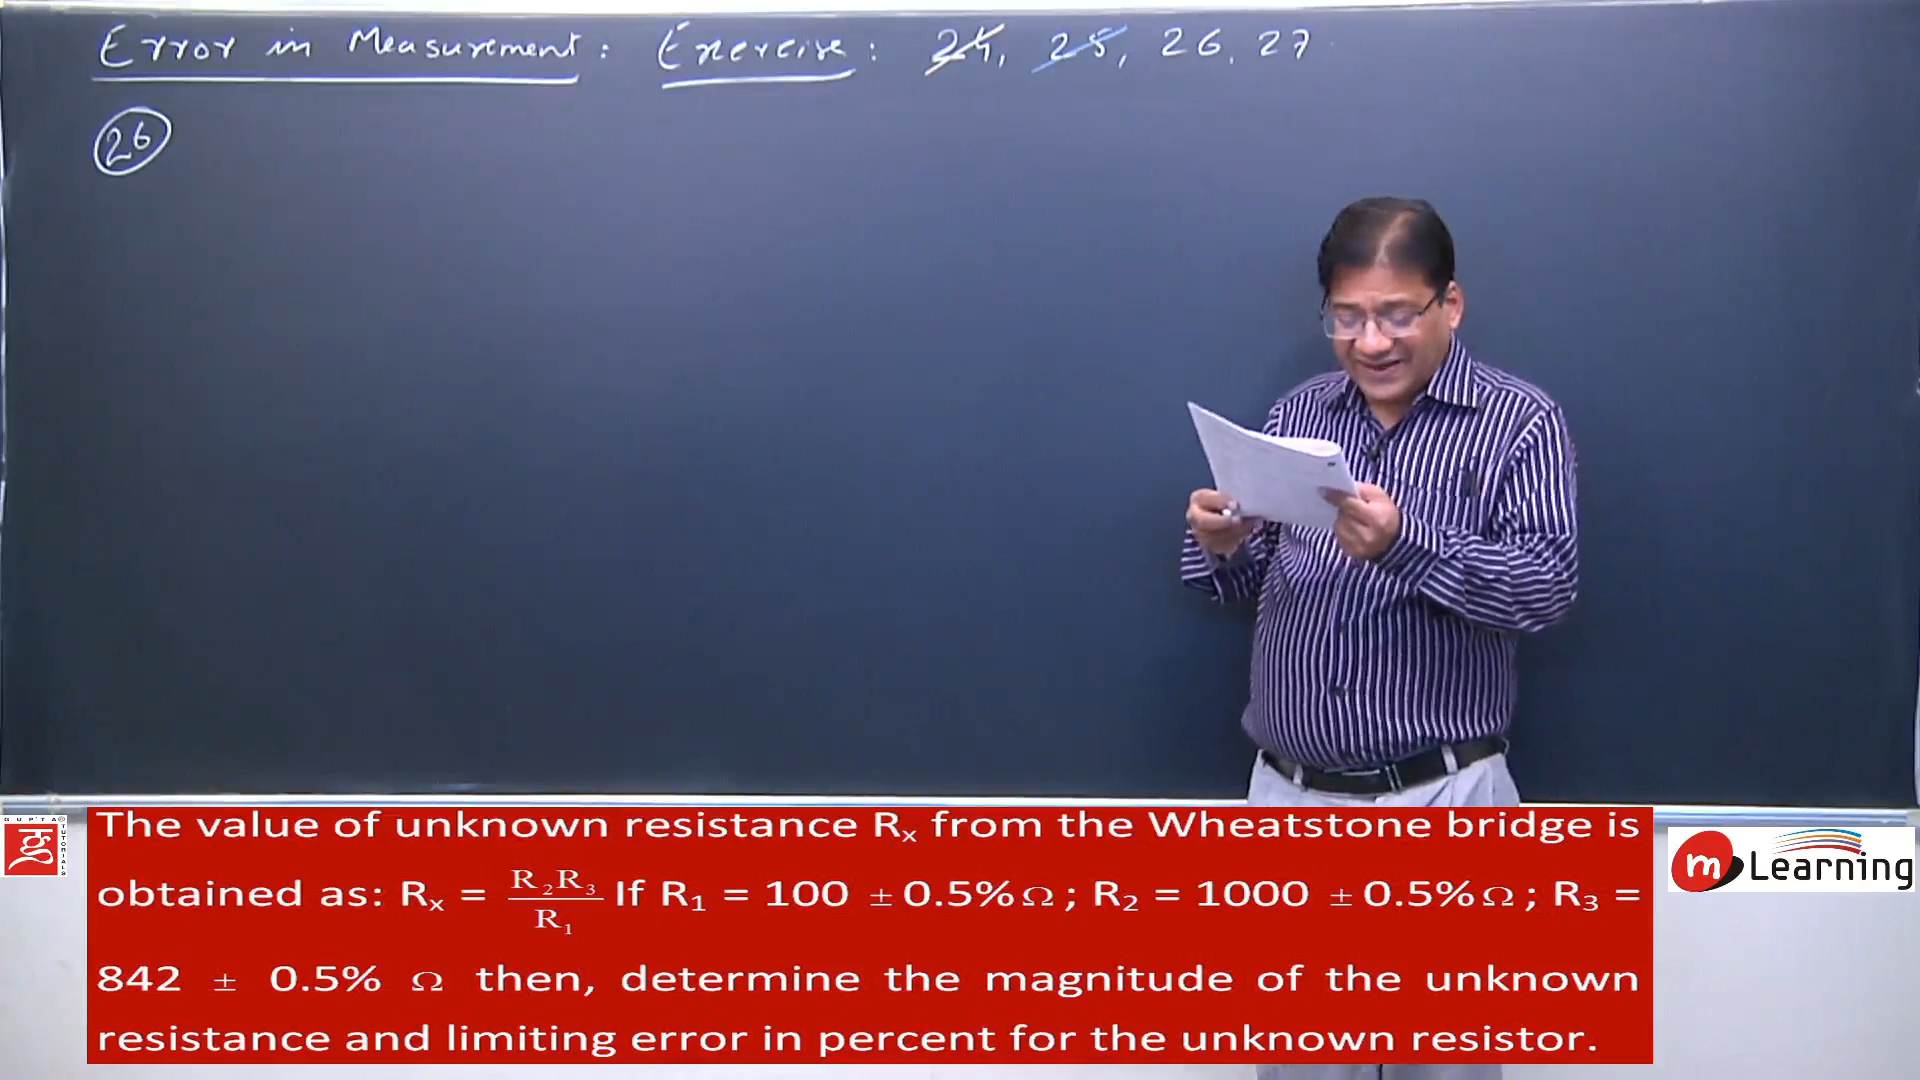 Error in Measurement : Exercise : 24, 25, 26, 27
26
The value of unknown resistance Rₓ from the Wheatstone bridge is
obtained as: Rₓ = R₂R₃/R₁ If R₁ = 100 ± 0.5% Ω ; R₂ = 1000 ± 0.5% Ω ; R₃ =
842 ± 0.5% Ω then, determine the magnitude of the unknown
resistance and limiting error in percent for the unknown resistor.
GUPTA
TUTORIALS
m Learning